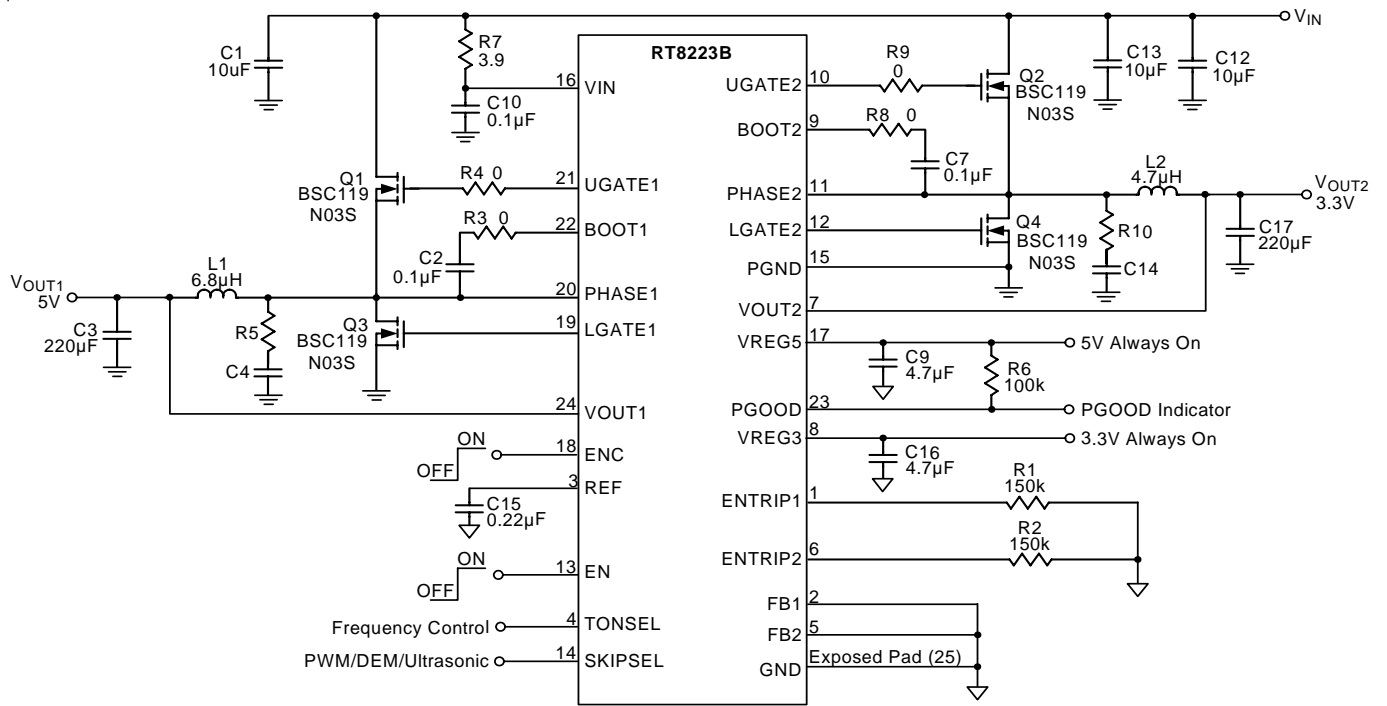 VIN
C1
10uF
R7
3.9
RT8223B
R9
0
C13
10µF
C12
10µF
16 VIN
UGATE2 10
Q2
BSC119
N03S
C10
0.1µF
BOOT2 9
R8 0
C7
0.1µF
L2
4.7µH
Q1
BSC119
N03S
R4 0
21 UGATE1
PHASE2 11
VOUT2
3.3V
R3 0
22 BOOT1
LGATE2 12
Q4
BSC119
N03S
R10
C17
220µF
C2
0.1µF
PGND 15
C14
L1
6.8µH
VOUT1
5V
20 PHASE1
VOUT2 7
C3
220µF
R5
Q3
BSC119
N03S
19 LGATE1
VREG5 17
5V Always On
C4
C9
4.7µF
R6
100k
24 VOUT1
PGOOD 23
PGOOD Indicator
VREG3 8
3.3V Always On
ON
OFF
18 ENC
C16
4.7µF
3 REF
C15
0.22µF
ENTRIP1 1
R1
150k
R2
150k
ENTRIP2 6
ON
OFF
13 EN
FB1 2
Frequency Control
4 TONSEL
FB2 5
PWM/DEM/Ultrasonic
14 SKIPSEL
GND Exposed Pad (25)